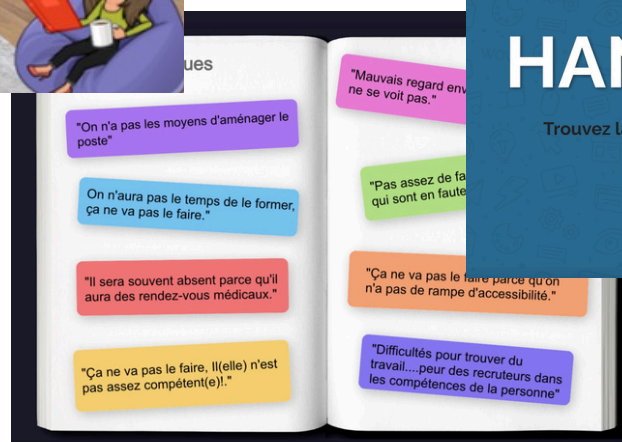 "On n'a pas les moyens d'aménager le
poste"
On n'aura pas le temps de le former,
ça ne va pas le faire."
"Il sera souvent absent parce qu'il
aura des rendez-vous médicaux."
"Ça ne va pas le faire, Il(elle) n'est
pas assez compétent(e)!."
"Mauvais regard
ne se voit pas."
"Pas assez de
qui sont en
"Ça ne va pas le faire parce qu'on
n'a pas de rampe d'accessibilité."
"Difficultés pour trouver du
travail....peur des recruteurs dans
les compétences de la personne"
Trouvez